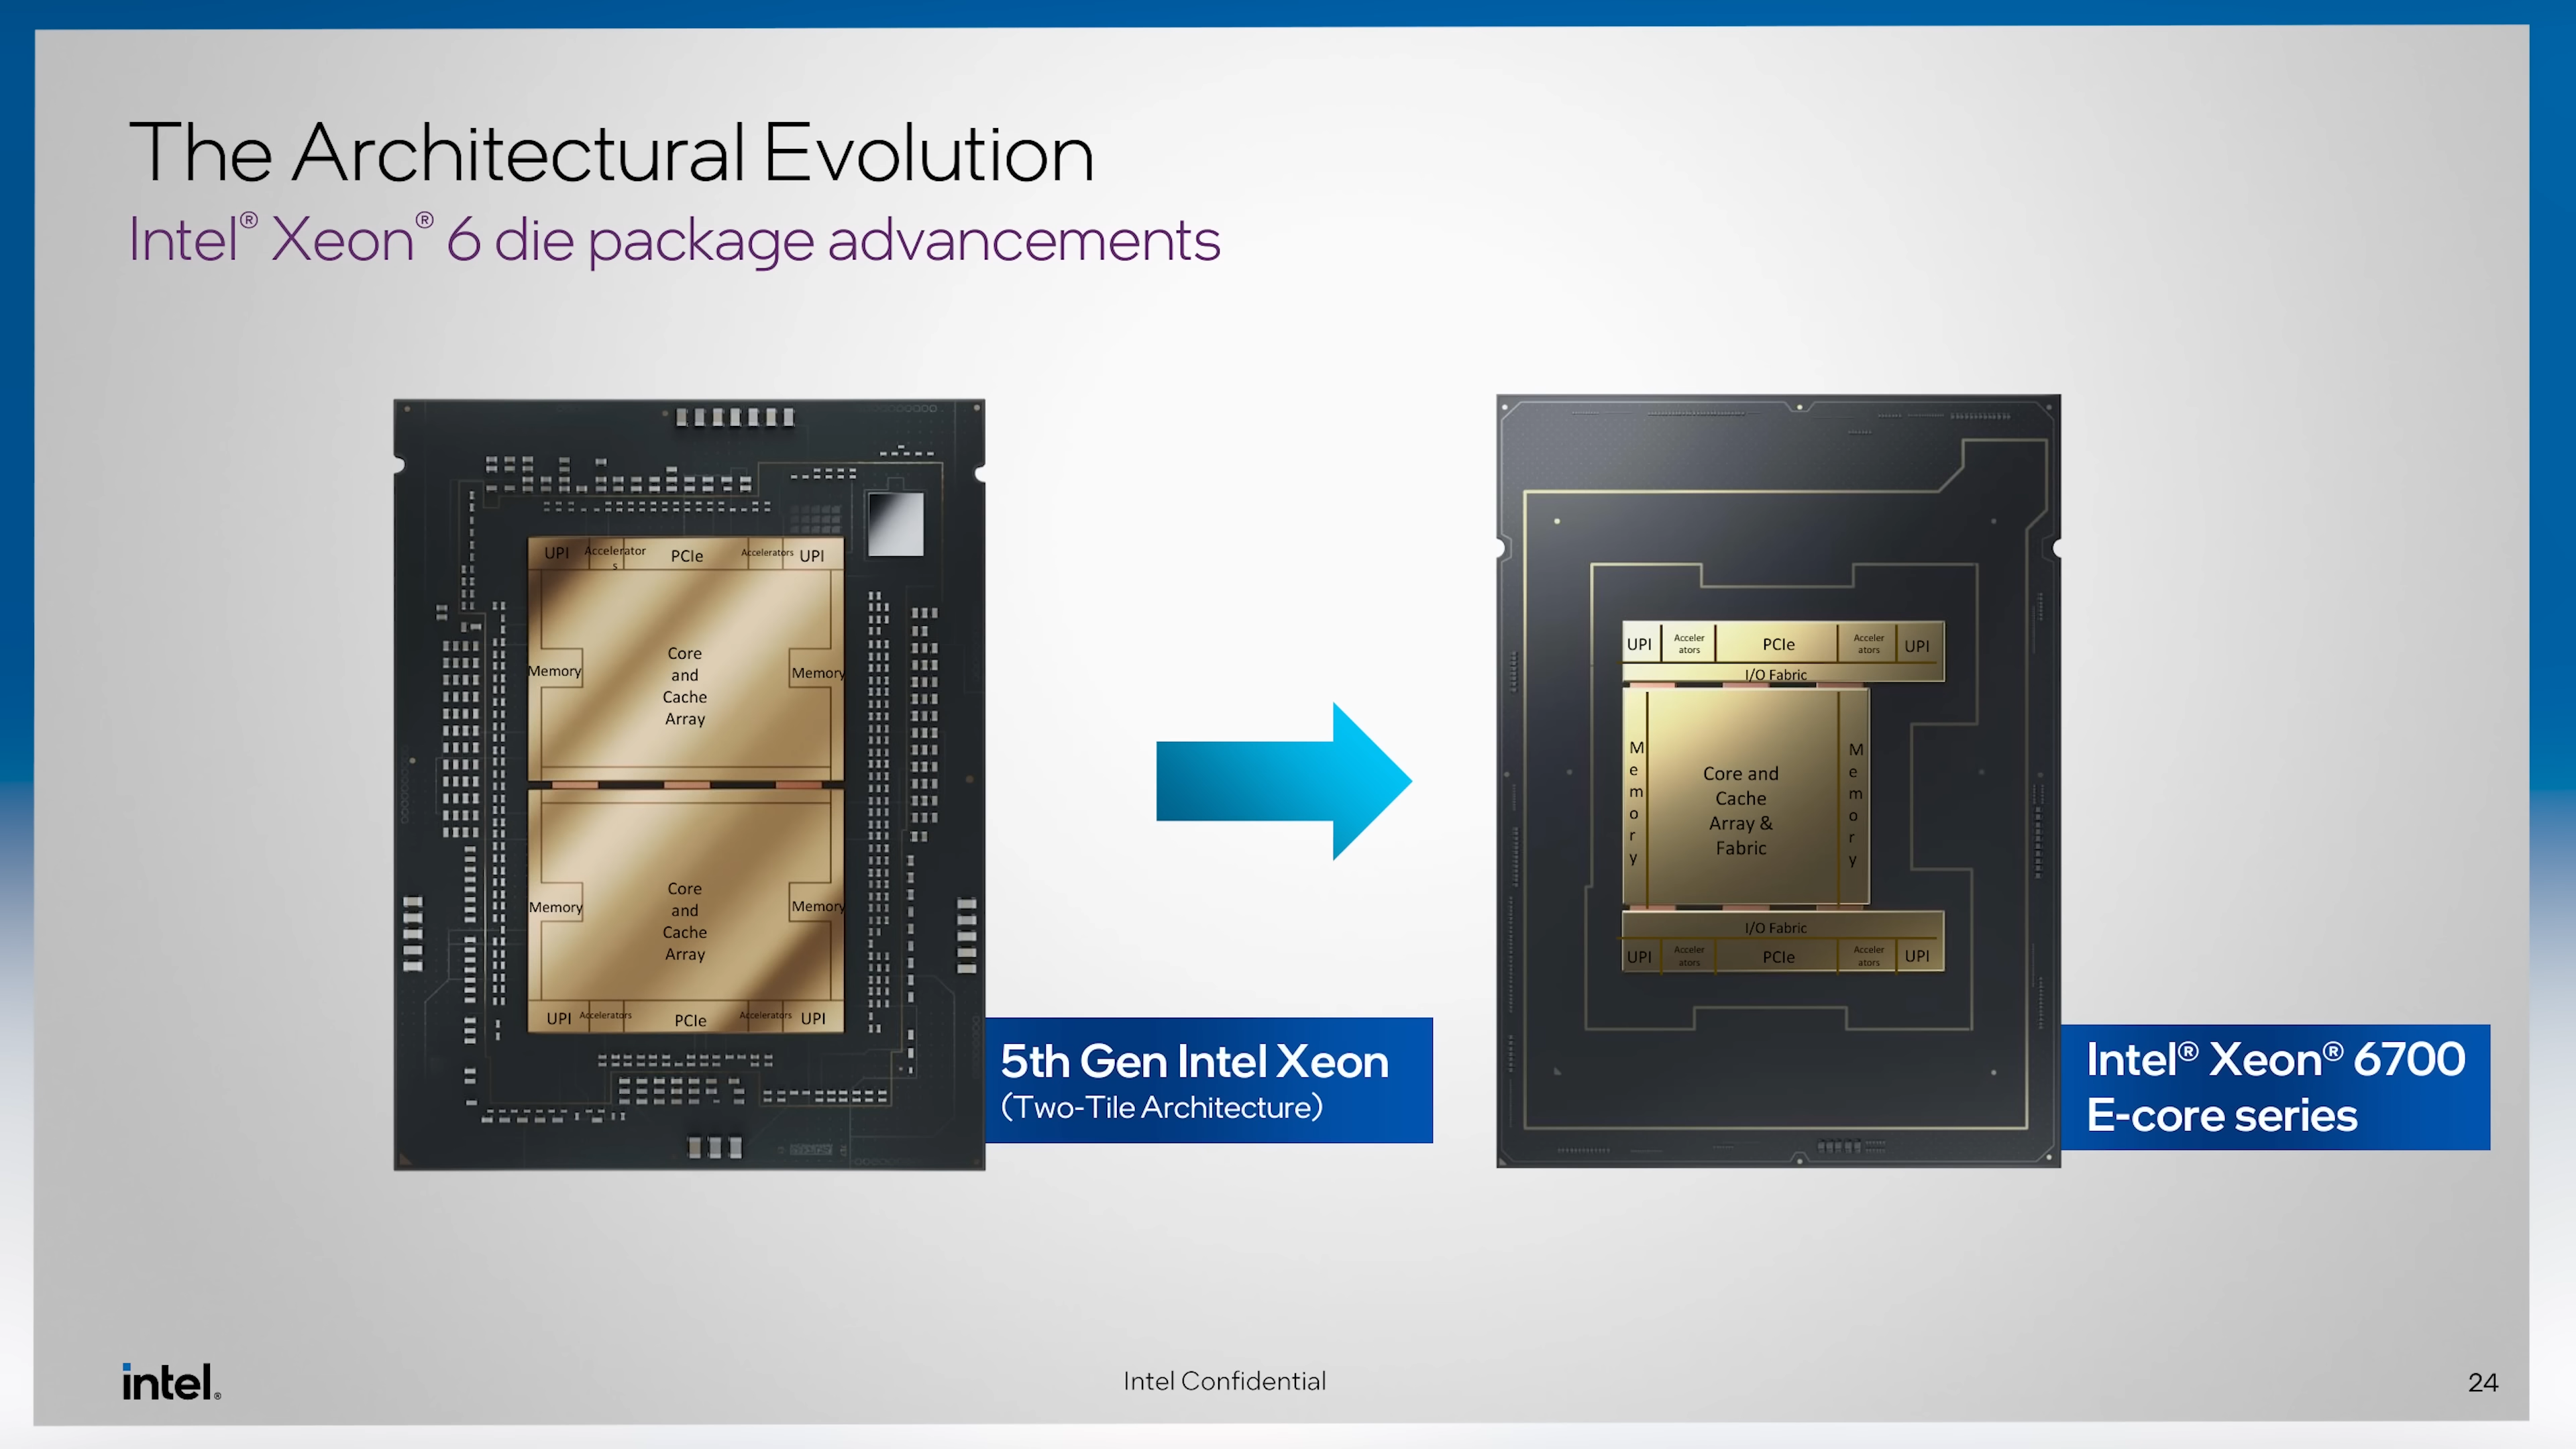 The Architectural Evolution
Intel® Xeon® 6 die package advancements
UPI Accelerator
s PCIe Accelerators UPI
Core
and
Cache
Array
Memory
Memory
Core
and
Cache
Array
Memory
Memory
UPI Accelerators PCIe Accelerators UPI
5th Gen Intel Xeon
(Two-Tile Architecture)
UPI Acceler
ators PCIe Acceler
ators UPI
I/O Fabric
M
e
m
o
r
y
Core and
Cache
Array &
Fabric
M
e
m
o
r
y
I/O Fabric
UPI Acceler
ators PCIe Acceler
ators UPI
Intel® Xeon® 6700
E-core series
intel®
Intel Confidential
24